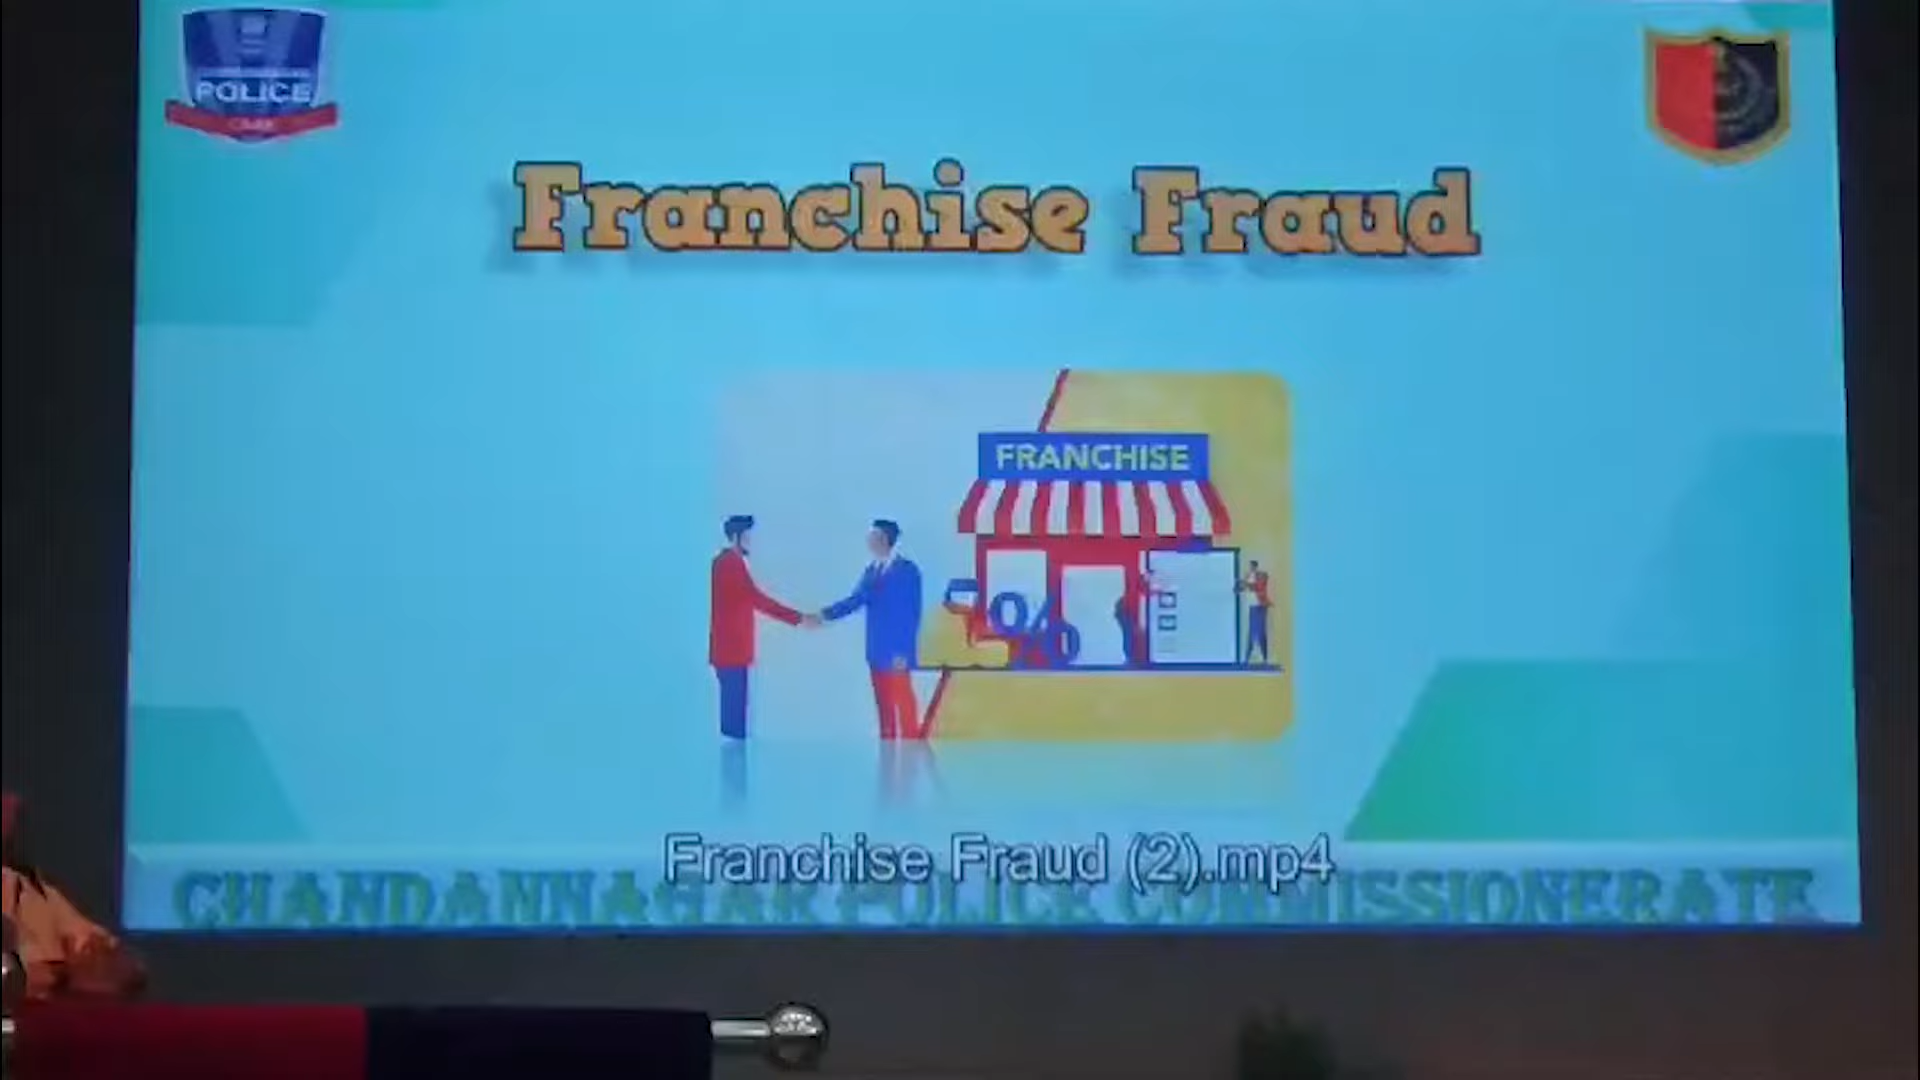 POLICE
Franchise Fraud
FRANCHISE
%
Franchise Fraud (2).mp4
CHANDANNAGAR POLICE COMMISSIONERATE